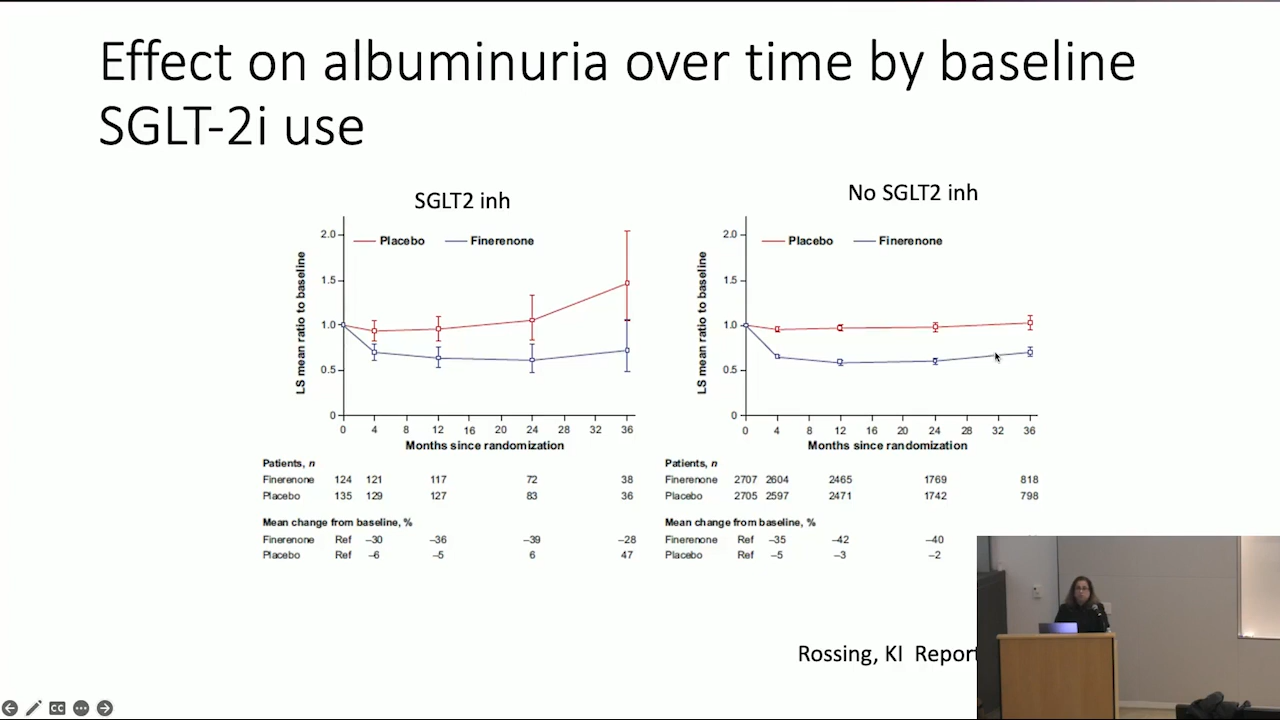 Effect on albuminuria over time by baseline
SGLT-2i use
SGLT2 inh
2.0
1.5
1.0
0.5
0
Placebo
Finerenone
LS mean ratio to baseline
0 4 8 12 16 20 24 28 32 36
Months since randomization
Patients, n
Finerenone 124 121 117 72 38
Placebo 135 129 127 83 36
Mean change from baseline, %
Finerenone Ref –30 –36 –39 –28
Placebo Ref –6 –5 6 47
No SGLT2 inh
2.0
1.5
1.0
0.5
0
Placebo
Finerenone
LS mean ratio to baseline
0 4 8 12 16 20 24 28 32 36
Months since randomization
Patients, n
Finerenone 2707 2604 2465 1769 818
Placebo 2705 2597 2471 1742 798
Mean change from baseline, %
Finerenone Ref –35 –42 –40
Placebo Ref –5 –3 –2
Rossing, KI Report
CC